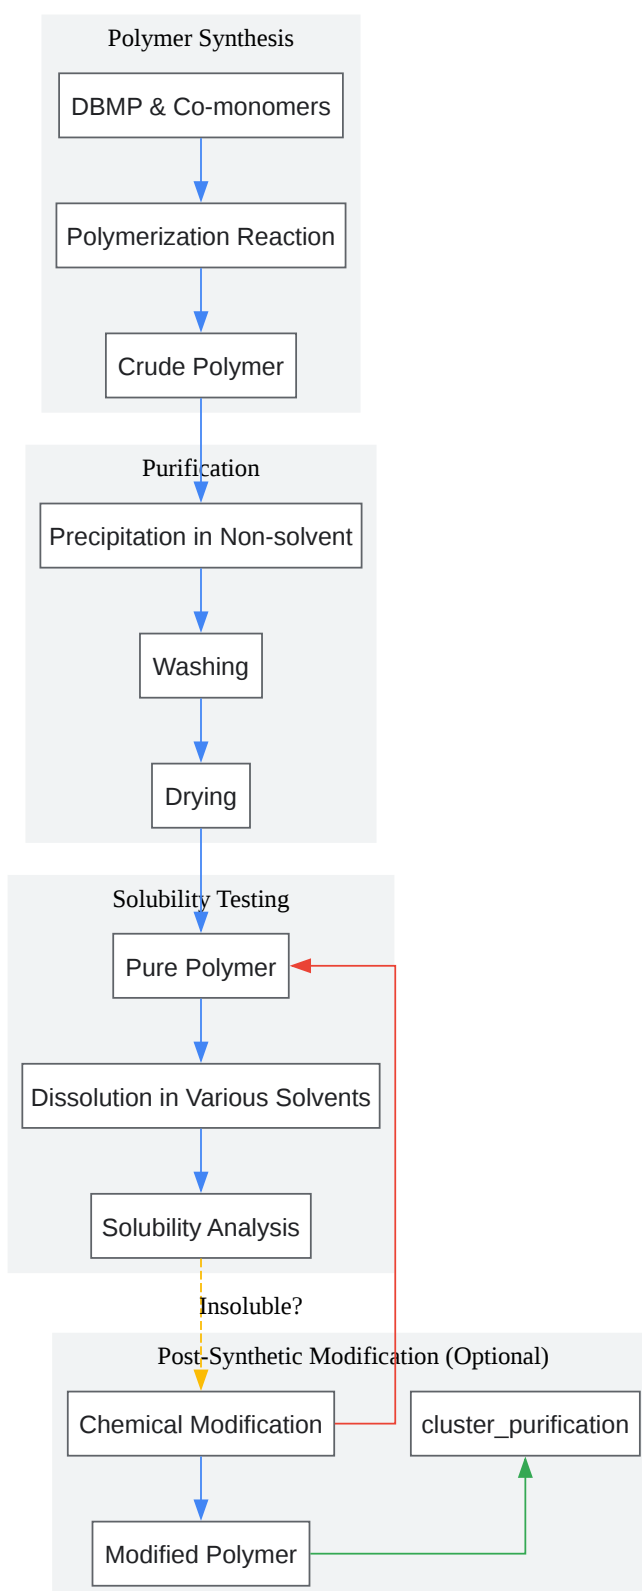 Polymer Synthesis
DBMP & Co-monomers
Polymerization Reaction
Crude Polymer
Purification
Precipitation in Non-solvent
Washing
Drying
Solubility Testing
Pure Polymer
Dissolution in Various Solvents
Solubility Analysis
Insoluble?
Post-Synthetic Modification (Optional)
Chemical Modification
cluster_purification
Modified Polymer